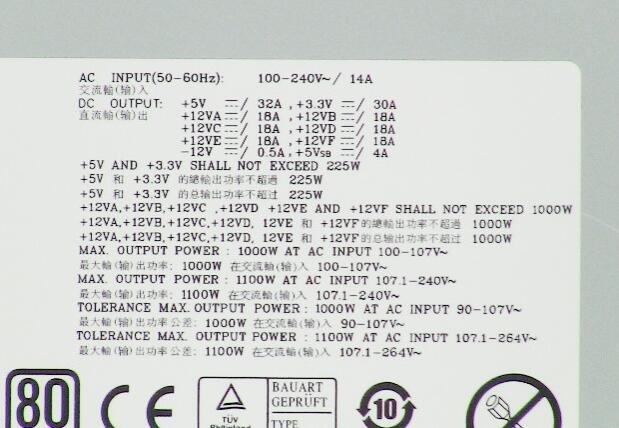 AC INPUT(50-60Hz): 100-240V~/ 14A
交流輸(输)入
DC OUTPUT: +5V ⎓/ 32A ,+3.3V ⎓/ 30A
直流輸(输)出 +12VA ⎓/ 18A ,+12VB ⎓/ 18A
+12VC ⎓/ 18A ,+12VD ⎓/ 18A
+12VE ⎓/ 18A ,+12VF ⎓/ 18A
-12V ⎓/ 0.5A ,+5VSB ⎓/ 4A
+5V AND +3.3V SHALL NOT EXCEED 225W
+5V 和 +3.3V 的總輸出功率不超過 225W
+5V 和 +3.3V 的总输出功率不超过 225W
+12VA,+12VB,+12VC ,+12VD +12VE AND +12VF SHALL NOT EXCEED 1000W
+12VA,+12VB,+12VC,+12VD, 12VE 和 +12VF的總輸出功率不超過 1000W
+12VA,+12VB,+12VC,+12VD, 12VE 和 +12VF的总输出功率不超过 1000W
MAX. OUTPUT POWER : 1000W AT AC INPUT 100-107V~
最大輸(输)出功率: 1000W 在交流輸(输)入 100-107V~
MAX. OUTPUT POWER : 1100W AT AC INPUT 107.1-240V~
最大輸(输)出功率: 1100W 在交流輸(输)入 107.1-240V~
TOLERANCE MAX. OUTPUT POWER : 1000W AT AC INPUT 90-107V~
最大輸(输)出功率公差: 1000W 在交流輸(输)入 90-107V~
TOLERANCE MAX. OUTPUT POWER : 1100W AT AC INPUT 107.1-264V~
最大輸(输)出功率公差: 1100W 在交流輸(输)入 107.1-264V~
80 CE TÜV BAUART GEPRÜFT TYPE 10